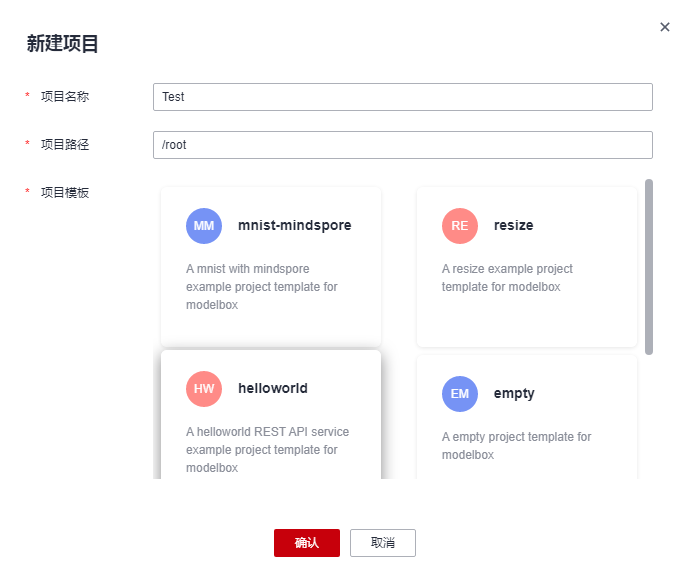 新建项目
* 项目名称
Test
* 项目路径
/root
* 项目模板
MM
mnist-mindspore
A mnist with mindspore
example project template for
modelbox
RE
resize
A resize example project
template for modelbox
HW
helloworld
A helloworld REST API service
example project template for
modelbox
EM
empty
A empty project template for
modelbox
确认
取消